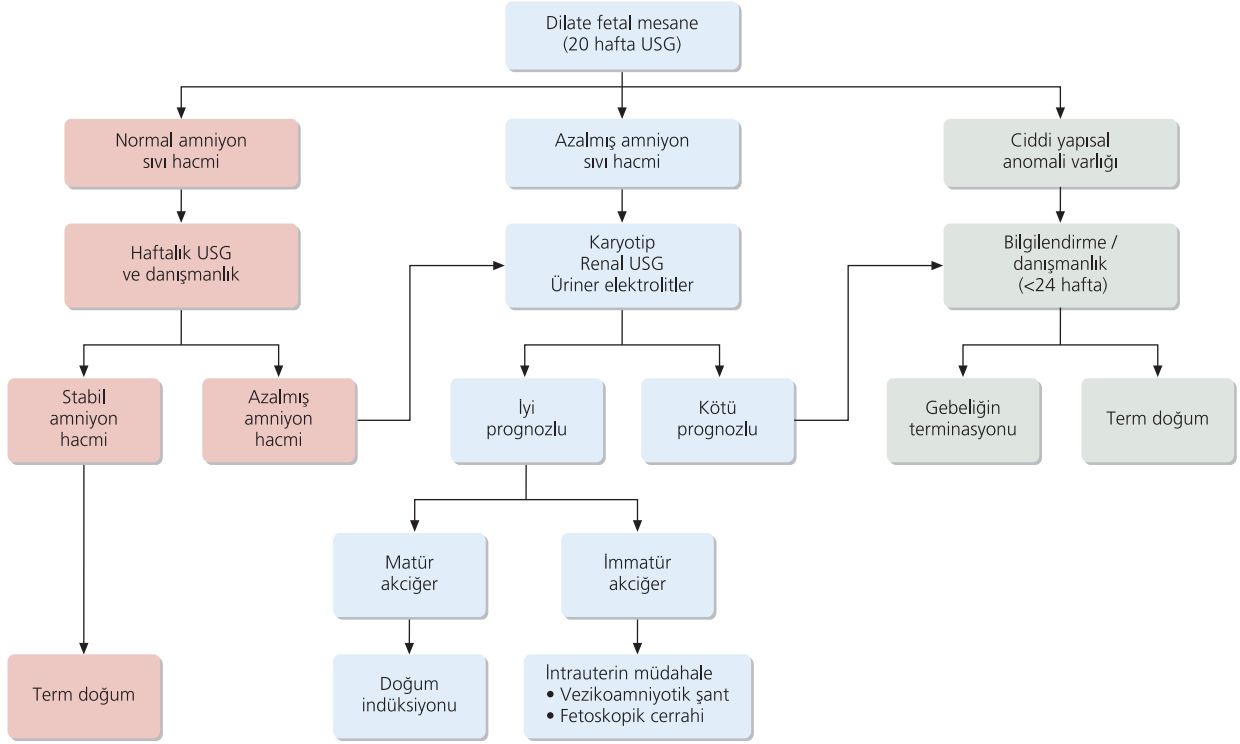 Dilate fetal mesane
(20 hafta USG)
Normal amniyon
sıvı hacmi
Azalmış amniyon
sıvı hacmi
Ciddi yapısal
anomali varlığı
Haftalık USG
ve danışmanlık
Karyotip
Renal USG
Üriner elektrolitler
Bilgilendirme /
danışmanlık
(<24 hafta)
Stabil
amniyon
hacmi
Azalmış
amniyon
hacmi
İyi
prognozlu
Kötü
prognozlu
Gebeliğin
terminasyonu
Term doğum
Matür
akciğer
İmmatür
akciğer
Term doğum
Doğum
indüksiyonu
İntrauterin müdahale
• Vezikoamniyotik şant
• Fetoskopik cerrahi